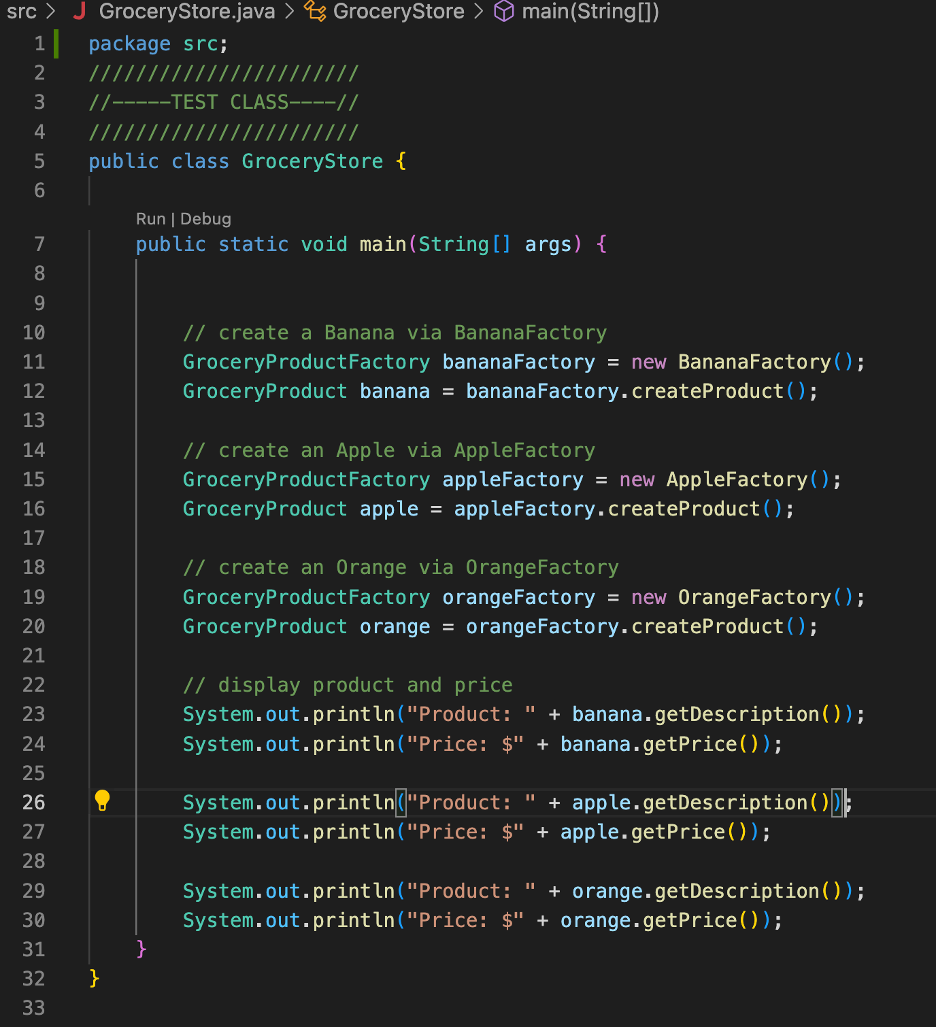 src > GroceryStore.java > GroceryStore > main(String[])
1 package src;
2 ///////////////////////
3 //-----TEST CLASS----//
4 ///////////////////////
5 public class GroceryStore {
6
Run | Debug
7 public static void main(String[] args) {
8
9
10 // create a Banana via BananaFactory
11 GroceryProductFactory bananaFactory = new BananaFactory();
12 GroceryProduct banana = bananaFactory.createProduct();
13
14 // create an Apple via AppleFactory
15 GroceryProductFactory appleFactory = new AppleFactory();
16 GroceryProduct apple = appleFactory.createProduct();
17
18 // create an Orange via OrangeFactory
19 GroceryProductFactory orangeFactory = new OrangeFactory();
20 GroceryProduct orange = orangeFactory.createProduct();
21
22 // display product and price
23 System.out.println("Product: " + banana.getDescription());
24 System.out.println("Price: $" + banana.getPrice());
25
26 System.out.println("Product: " + apple.getDescription());
27 System.out.println("Price: $" + apple.getPrice());
28
29 System.out.println("Product: " + orange.getDescription());
30 System.out.println("Price: $" + orange.getPrice());
31 }
32 }
33